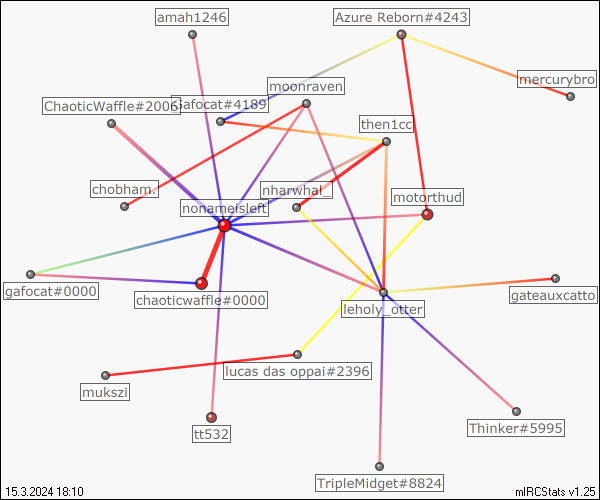 amah1246
Azure Reborn#4243
mercurybro
moonraven
ChaoticWaffle#2006
Gafocat#4189
then1cc
chobham.
nharwhal_
motorthud
nonameisleft
gafocat#0000
chaoticwaffle#0000
gateauxcatto
leholy_otter
lucas das oppai#2396
mukszi
tt532
Thinker#5995
TripleMidget#8824
15.3.2024 18:10
mIRCStats v1.25